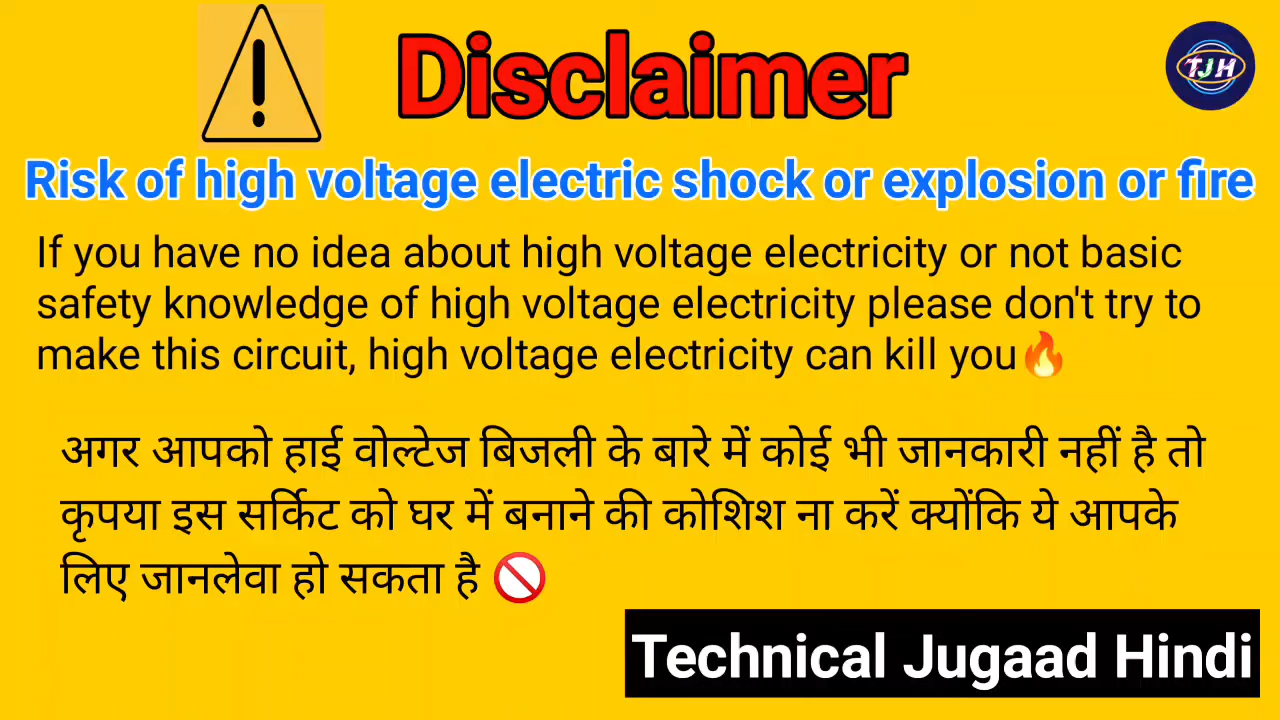 Disclaimer
TJH
Risk of high voltage electric shock or explosion or fire
If you have no idea about high voltage electricity or not basic
safety knowledge of high voltage electricity please don't try to
make this circuit, high voltage electricity can kill you🔥
अगर आपको हाई वोल्टेज बिजली के बारे में कोई भी जानकारी नहीं है तो
कृपया इस सर्किट को घर में बनाने की कोशिश ना करें क्योंकि ये आपके
लिए जानलेवा हो सकता है 🚫
Technical Jugaad Hindi